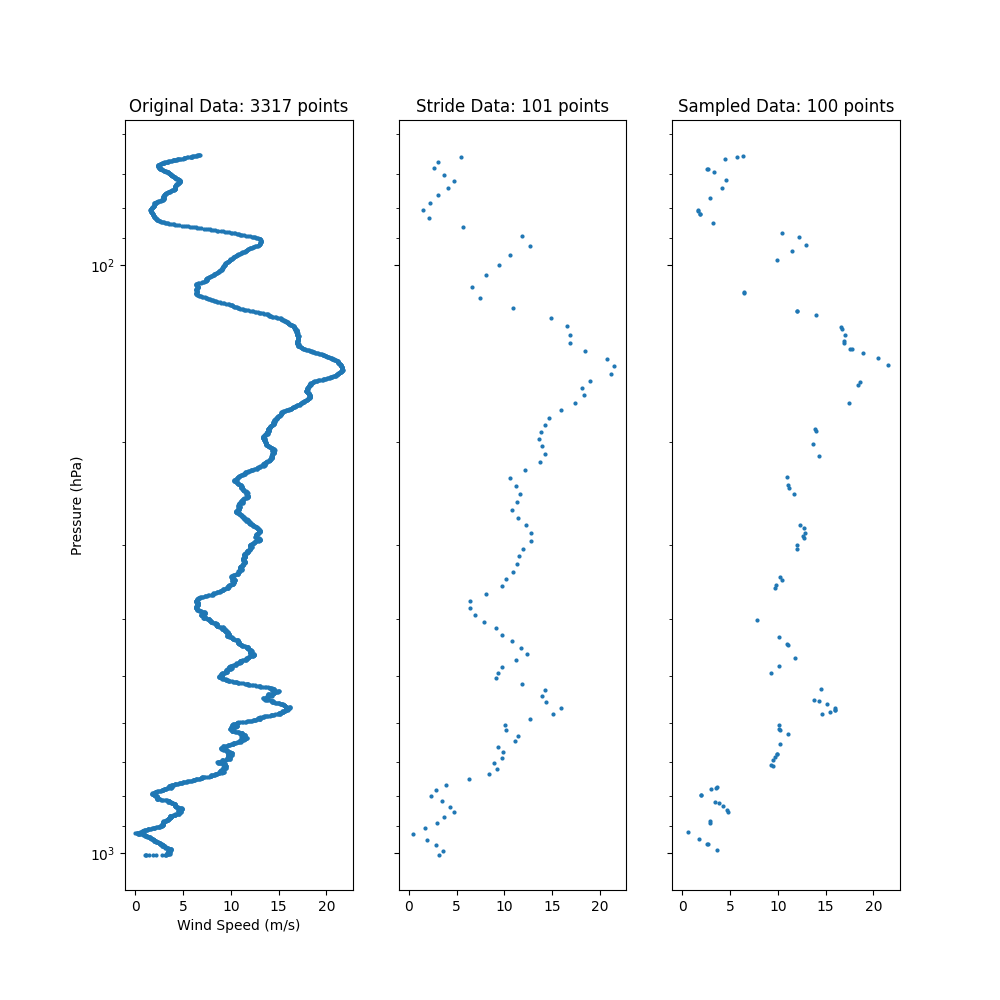 Original Data: 3317 points
Stride Data: 101 points
Sampled Data: 100 points
Pressure (hPa)
10²
10³
0 5 10 15 20
0 5 10 15 20
0 5 10 15 20
Wind Speed (m/s)